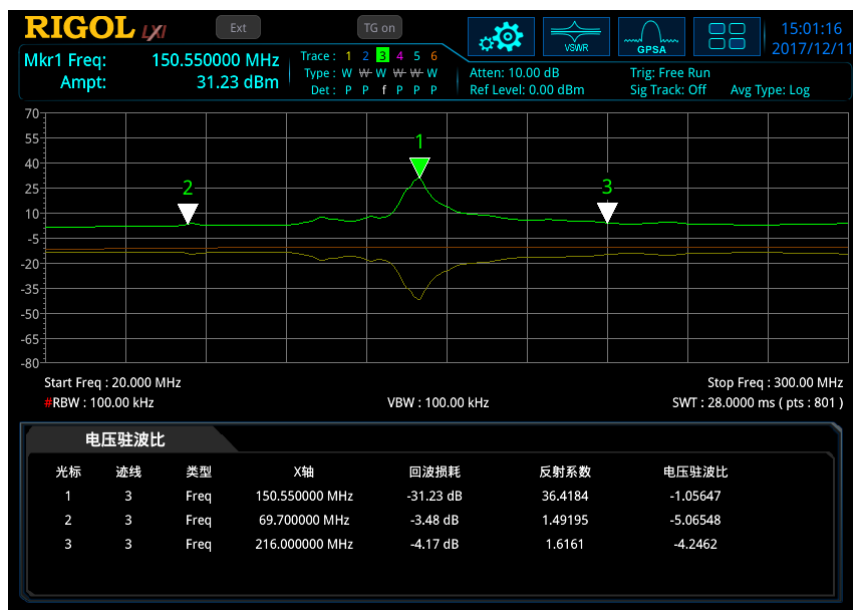 RIGOL LXI Ext TG on VSWR GPSA 15:01:16
2017/12/11
Mkr1 Freq: 150.550000 MHz
Ampt: 31.23 dBm
Trace : 1 2 3 4 5 6
Type : W W W W W W
Det : P P f P P P
Atten: 10.00 dB
Ref Level: 0.00 dBm
Trig: Free Run
Sig Track: Off Avg Type: Log
70
55
40
25
10
-5
-20
-35
-50
-65
-80
1
2
3
Start Freq : 20.000 MHz Stop Freq : 300.00 MHz
#RBW : 100.00 kHz VBW : 100.00 kHz SWT : 28.0000 ms ( pts : 801 )
电压驻波比
光标 迹线 类型 X轴 回波损耗 反射系数 电压驻波比
1 3 Freq 150.550000 MHz -31.23 dB 36.4184 -1.05647
2 3 Freq 69.700000 MHz -3.48 dB 1.49195 -5.06548
3 3 Freq 216.000000 MHz -4.17 dB 1.6161 -4.2462